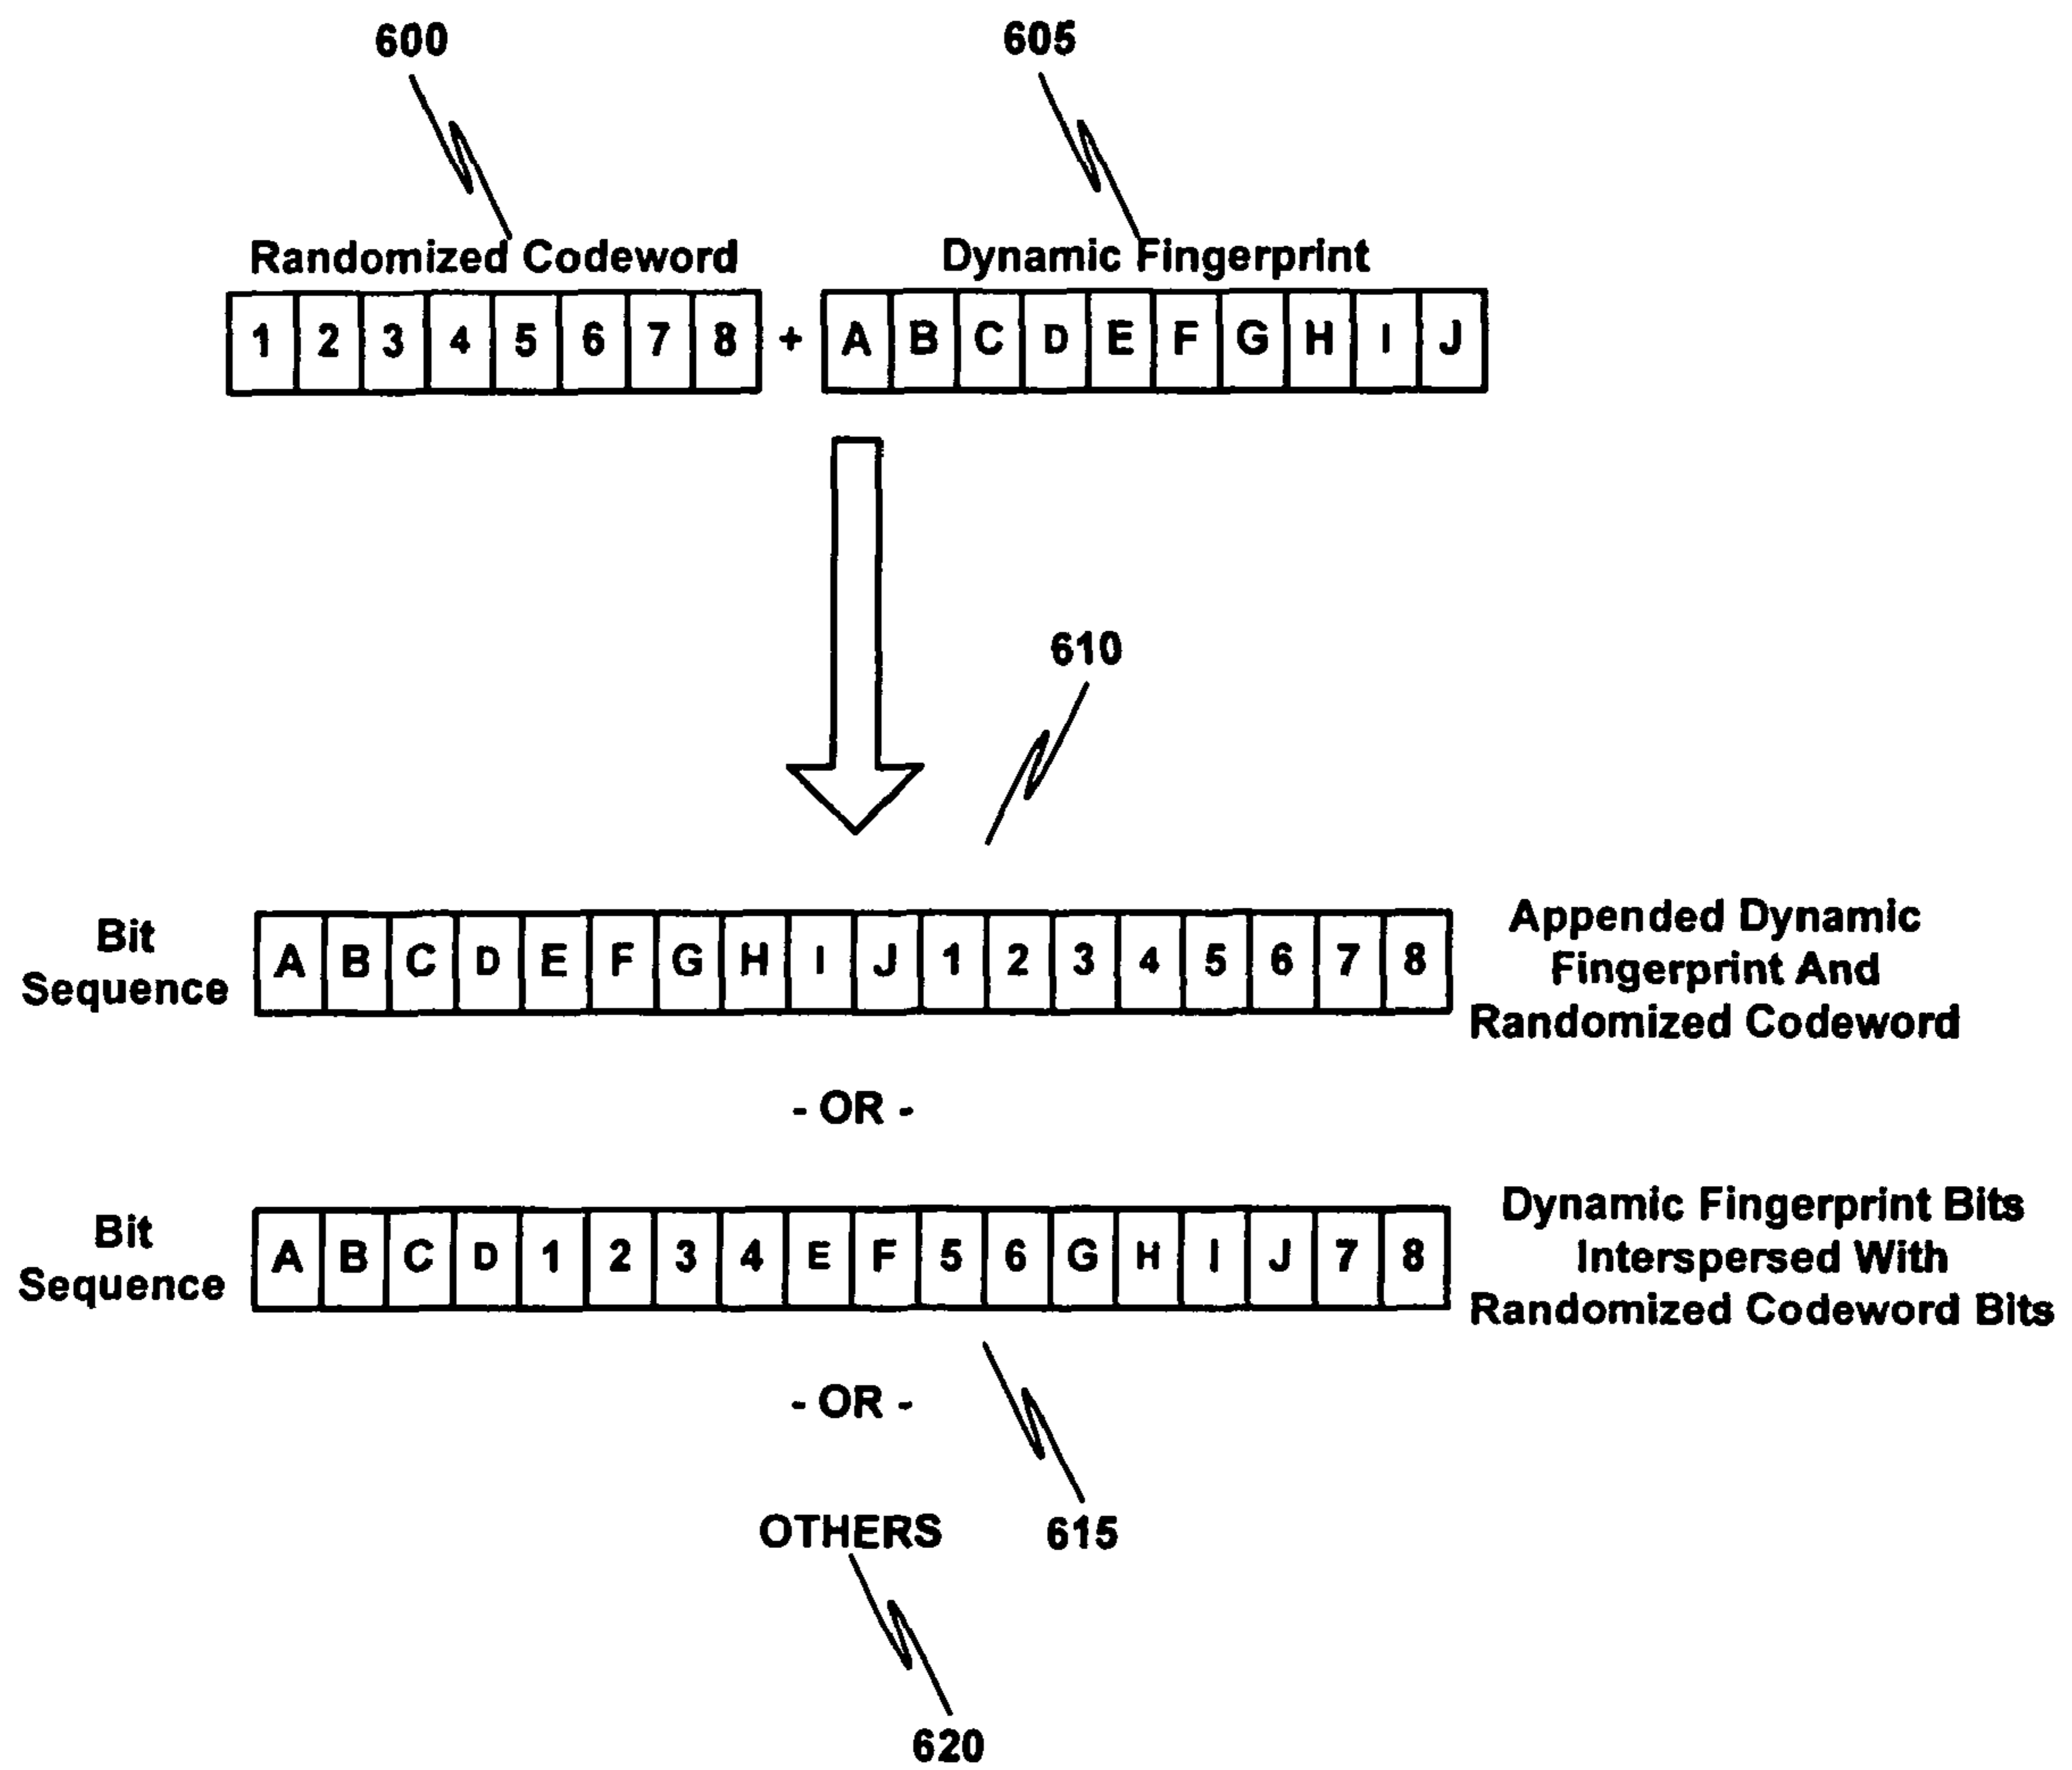 600 605
Randomized Codeword Dynamic Fingerprint
1 2 3 4 5 6 7 8 + A B C D E F G H I J
610
Bit
Sequence
A B C D E F G H I J 1 2 3 4 5 6 7 8
Appended Dynamic
Fingerprint And
Randomized Codeword
- OR -
Bit
Sequence
A B C D 1 2 3 4 E F 5 6 G H I J 7 8
Dynamic Fingerprint Bits
Interspersed With
Randomized Codeword Bits
- OR -
OTHERS 615
620